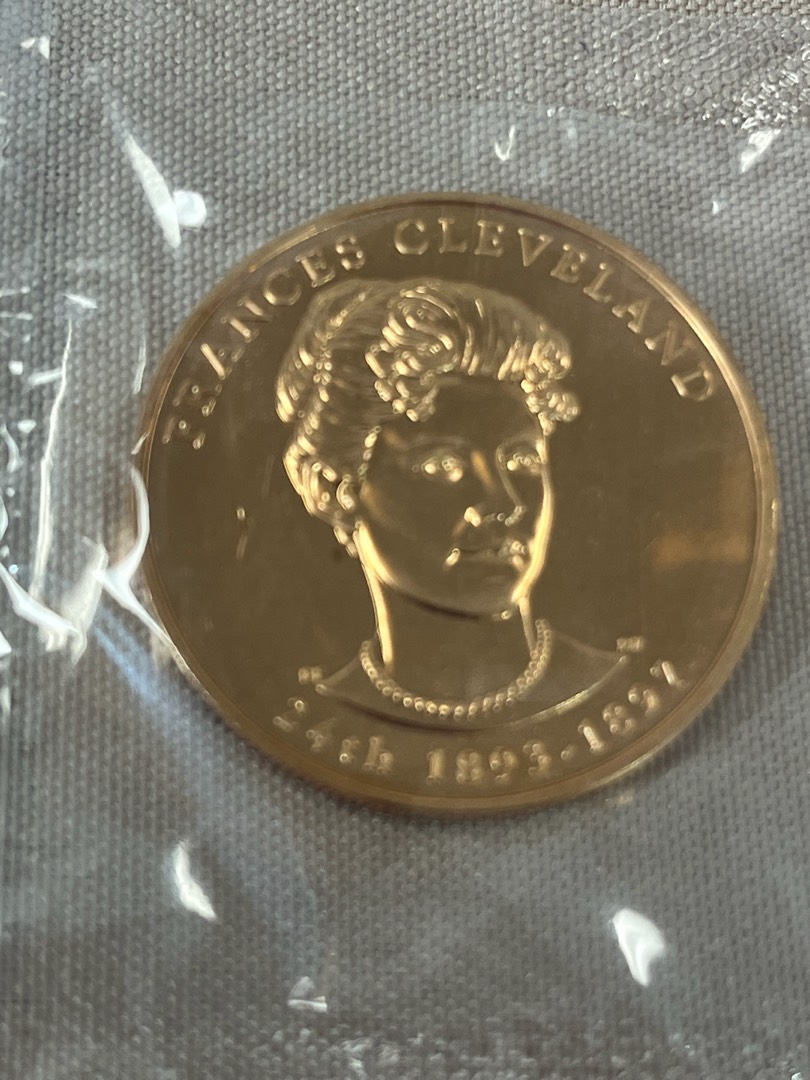 FRANCES CLEVELAND
24th 1893-1897